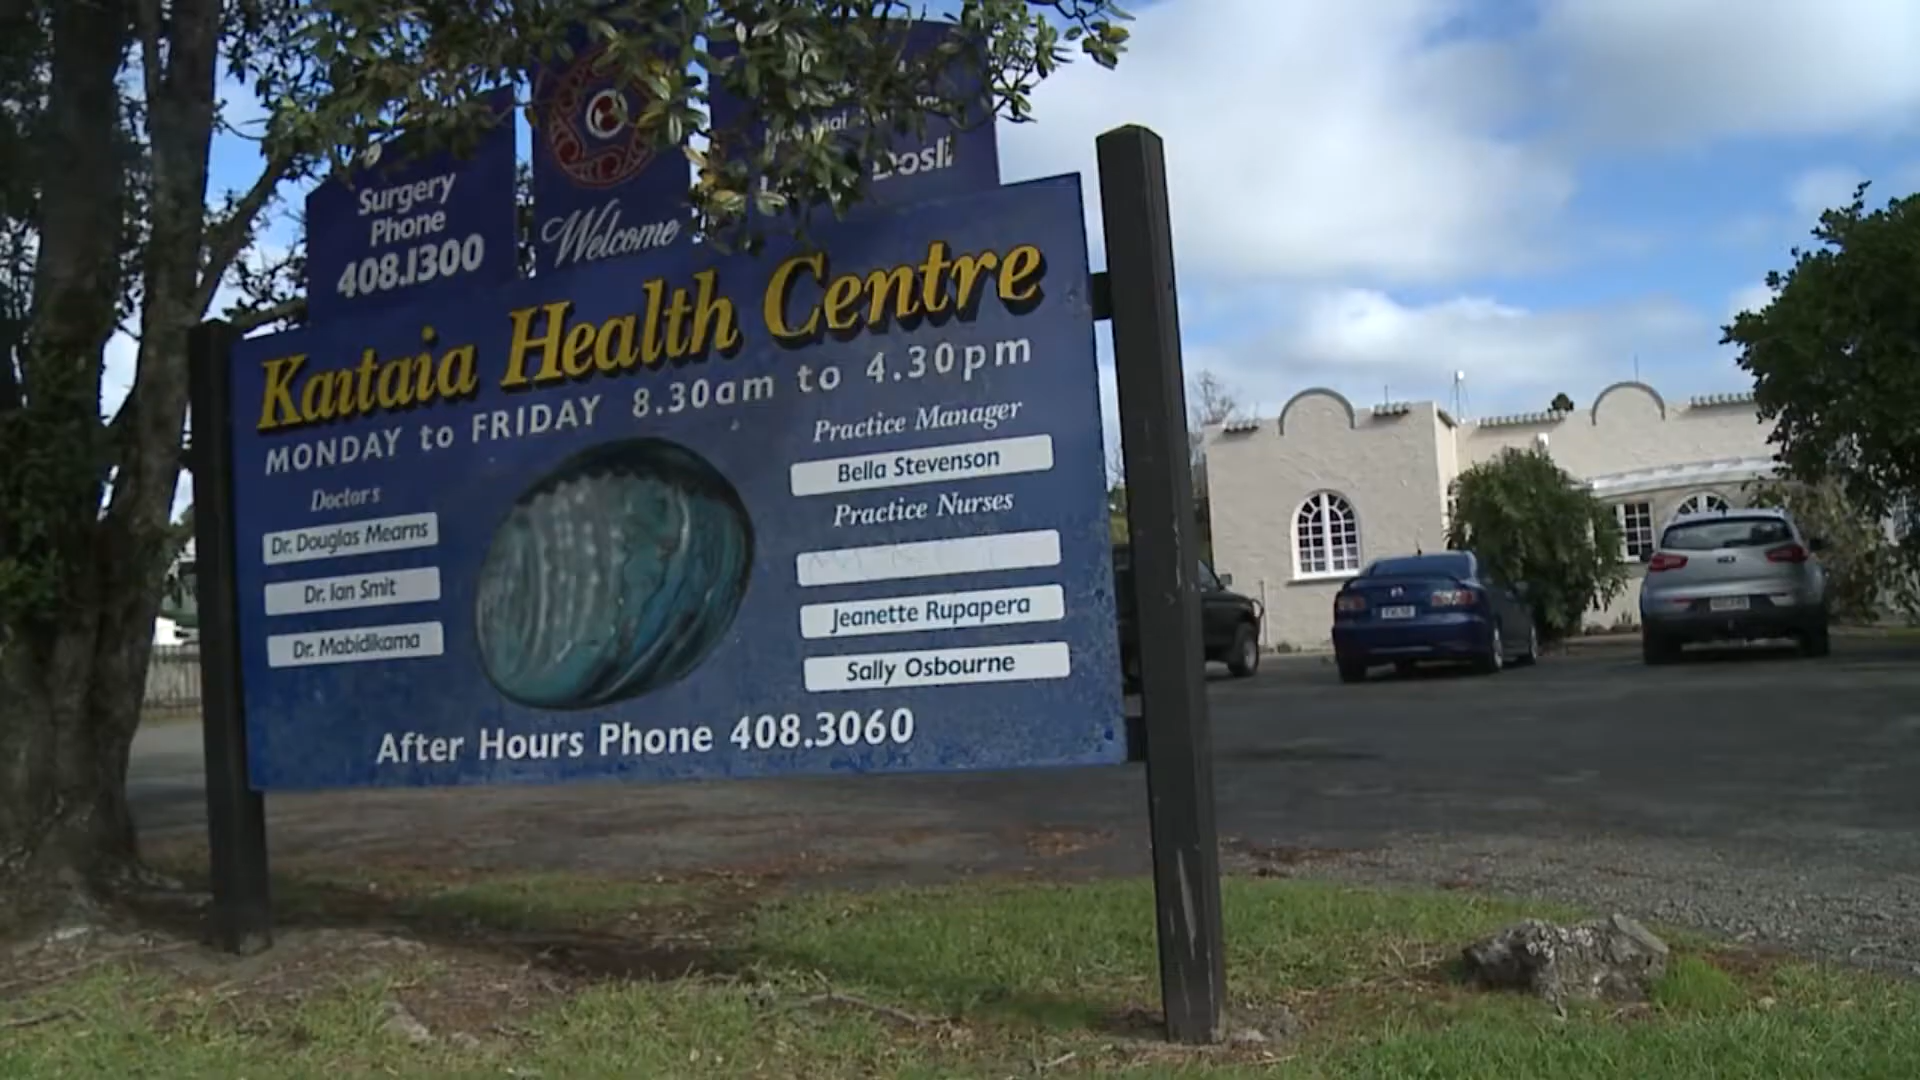 Surgery
Phone
408.1300
Welcome
Kaitaia Health Centre
MONDAY to FRIDAY 8.30am to 4.30pm
Doctors
Dr. Douglas Mearns
Dr. Ian Smit
Dr. Mabidikama
Practice Manager
Bella Stevenson
Practice Nurses
Jeanette Rupapera
Sally Osbourne
After Hours Phone 408.3060